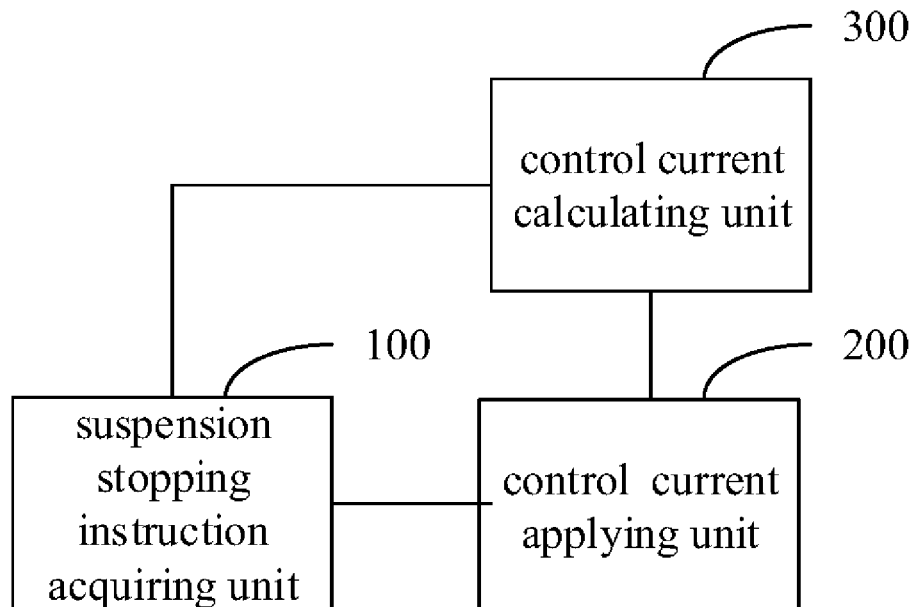 300
control current
calculating unit
100
200
suspension
stopping
instruction
acquiring unit
control current
applying unit